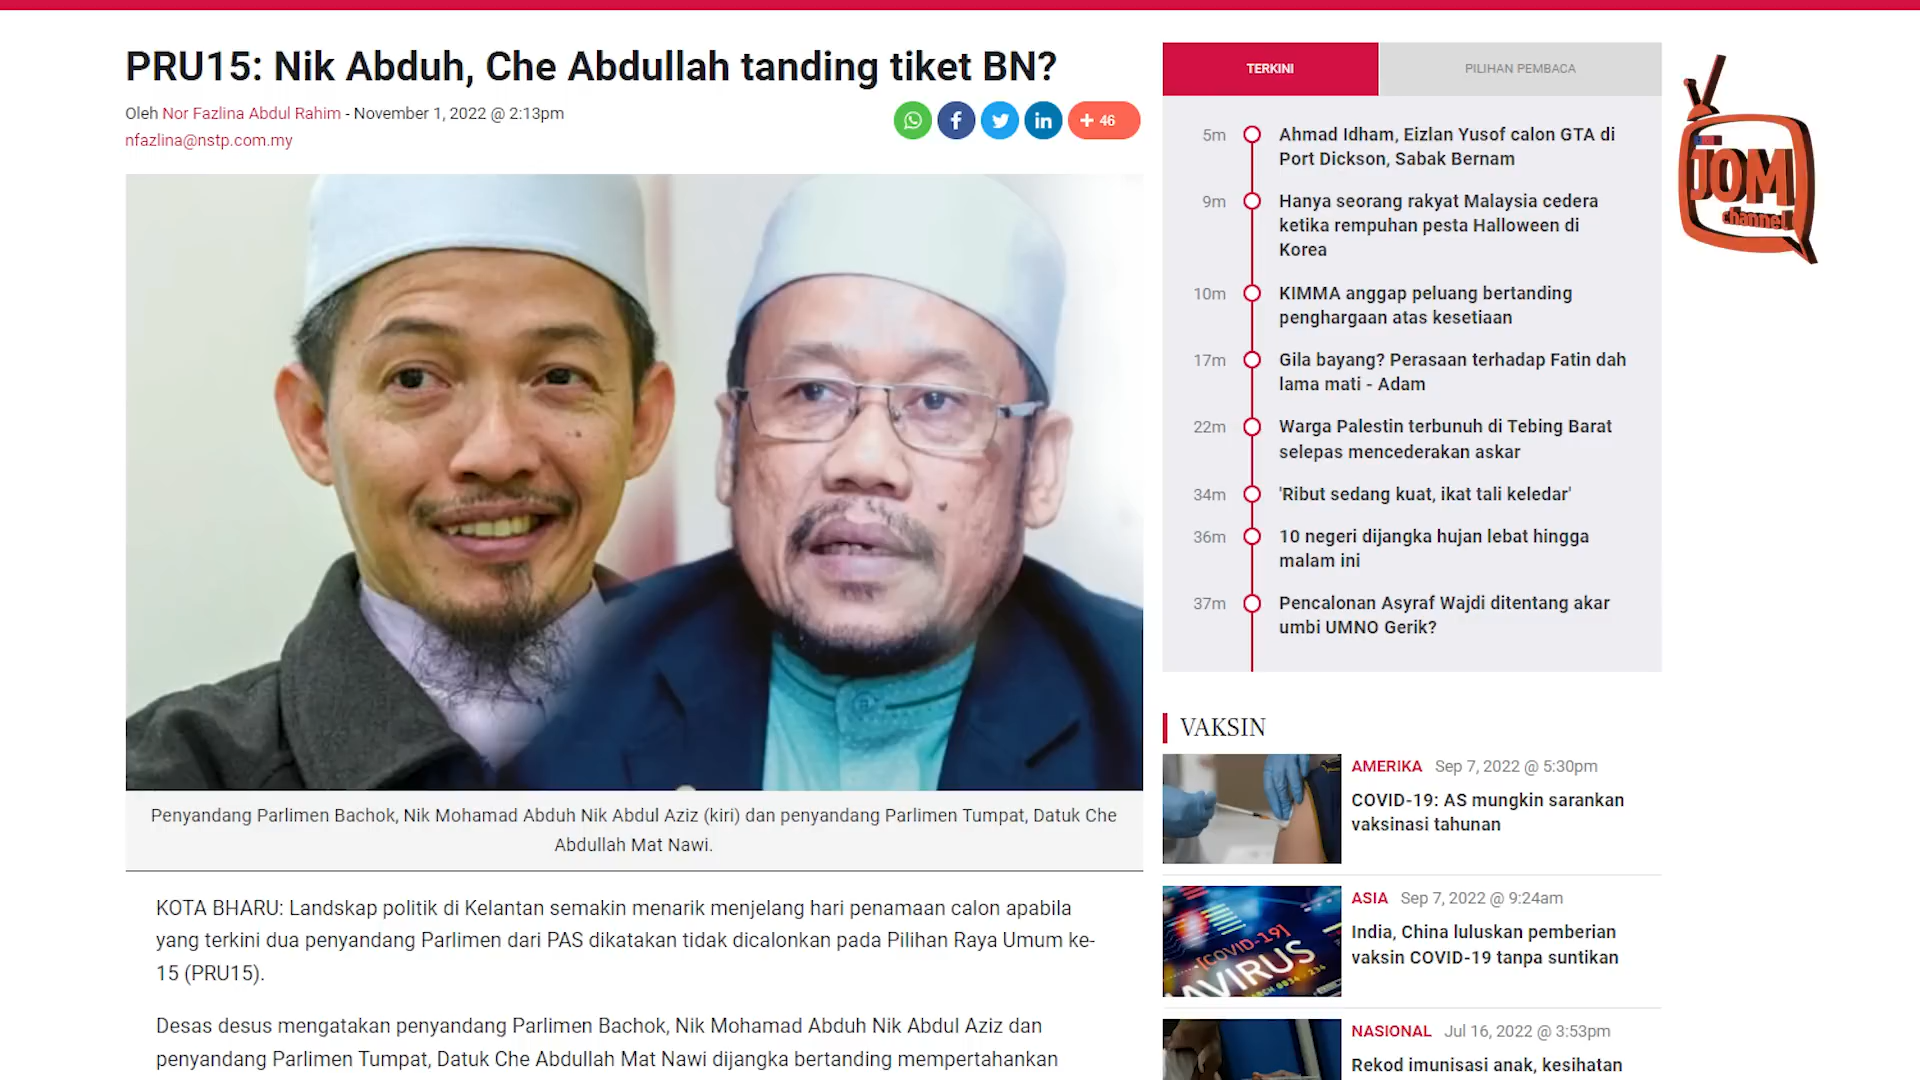 PRU15: Nik Abduh, Che Abdullah tanding tiket BN?
Oleh Nor Fazlina Abdul Rahim - November 1, 2022 @ 2:13pm
nfazlina@nstp.com.my
46
Penyandang Parlimen Bachok, Nik Mohamad Abduh Nik Abdul Aziz (kiri) dan penyandang Parlimen Tumpat, Datuk Che
Abdullah Mat Nawi.
KOTA BHARU: Landskap politik di Kelantan semakin menarik menjelang hari penamaan calon apabila
yang terkini dua penyandang Parlimen dari PAS dikatakan tidak dicalonkan pada Pilihan Raya Umum ke-
15 (PRU15).
Desas desus mengatakan penyandang Parlimen Bachok, Nik Mohamad Abduh Nik Abdul Aziz dan
penyandang Parlimen Tumpat, Datuk Che Abdullah Mat Nawi dijangka bertanding mempertahankan
TERKINI
PILIHAN PEMBACA
5m
Ahmad Idham, Eizlan Yusof calon GTA di
Port Dickson, Sabak Bernam
9m
Hanya seorang rakyat Malaysia cedera
ketika rempuhan pesta Halloween di
Korea
10m
KIMMA anggap peluang bertanding
penghargaan atas kesetiaan
17m
Gila bayang? Perasaan terhadap Fatin dah
lama mati - Adam
22m
Warga Palestin terbunuh di Tebing Barat
selepas mencederakan askar
34m
'Ribut sedang kuat, ikat tali keledar'
36m
10 negeri dijangka hujan lebat hingga
malam ini
37m
Pencalonan Asyraf Wajdi ditentang akar
umbi UMNO Gerik?
VAKSIN
AMERIKA Sep 7, 2022 @ 5:30pm
COVID-19: AS mungkin sarankan
vaksinasi tahunan
[COVID-19]
AVIRUS
ASIA Sep 7, 2022 @ 9:24am
India, China luluskan pemberian
vaksin COVID-19 tanpa suntikan
NASIONAL Jul 16, 2022 @ 3:53pm
Rekod imunisasi anak, kesihatan
JOM
channel